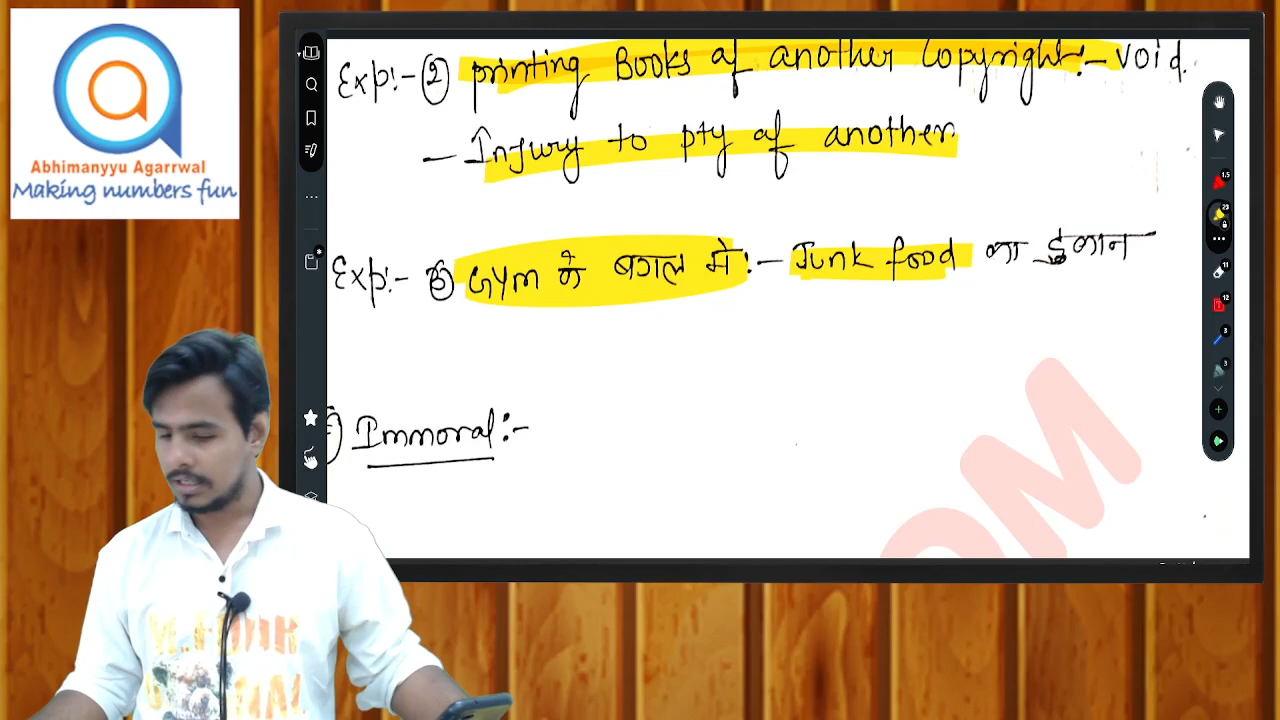 Abhimanyyu Agarrwal
Making numbers fun
Exp:- ② printing Books of another Copyright:- Void.
- Injury to pty of another.
Exp:- ③ Gym के बगल मे:- Junk food का दुकान
Immoral:-
OM